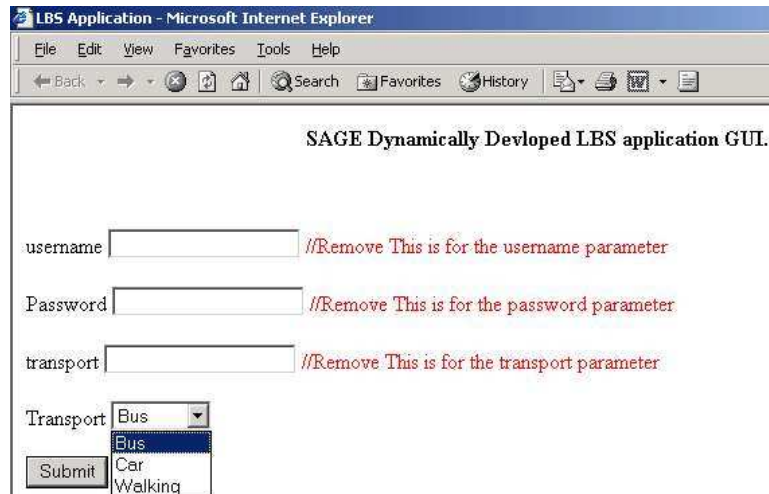 LBS Application - Microsoft Internet Explorer
File Edit View Favorites Tools Help
Back Search Favorites History
SAGE Dynamically Devloped LBS application GUI.
username //Remove This is for the username parameter
Password //Remove This is for the password parameter
transport //Remove This is for the transport parameter
Transport Bus
Bus
Submit Car
Walking